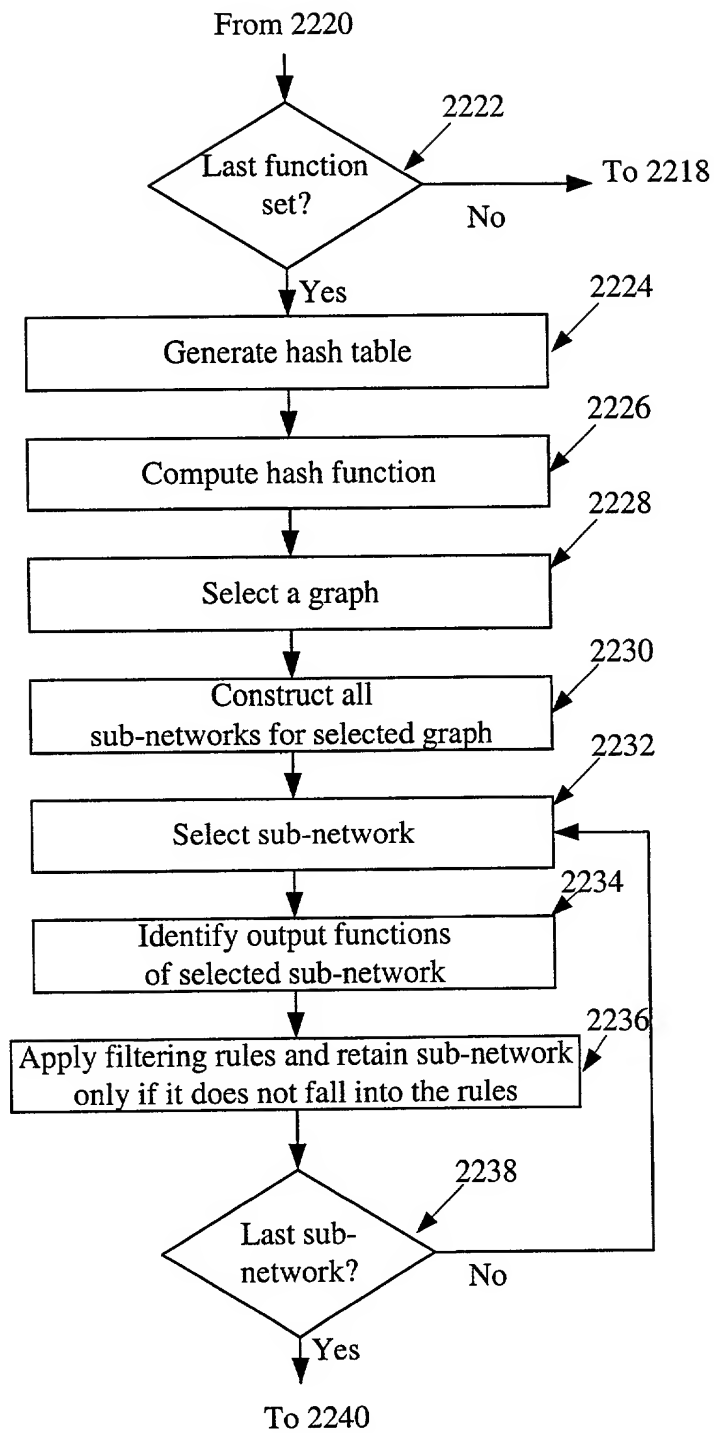 From 2220
2222
Last function
set?
To 2218
No
Yes
2224
Generate hash table
2226
Compute hash function
2228
Select a graph
2230
Construct all
sub-networks for selected graph
2232
Select sub-network
2234
Identify output functions
of selected sub-network
2236
Apply filtering rules and retain sub-network
only if it does not fall into the rules
2238
Last sub-
network?
No
Yes
To 2240